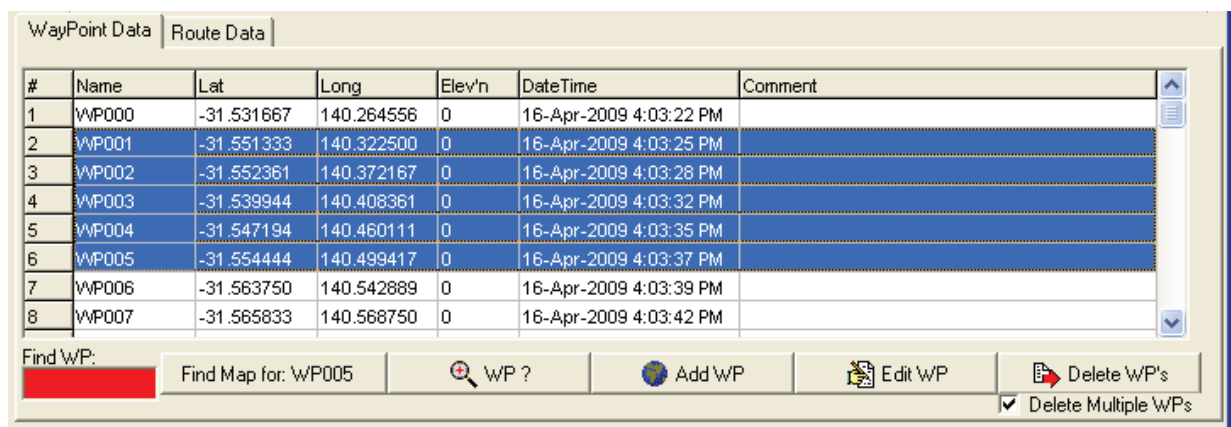 WayPoint Data Route Data
# Name Lat Long Elev'n DateTime Comment
1 WP000 -31.531667 140.264556 0 16-Apr-2009 4:03:22 PM
2 WP001 -31.551333 140.322500 0 16-Apr-2009 4:03:25 PM
3 WP002 -31.552361 140.372167 0 16-Apr-2009 4:03:28 PM
4 WP003 -31.539944 140.408361 0 16-Apr-2009 4:03:32 PM
5 WP004 -31.547194 140.460111 0 16-Apr-2009 4:03:35 PM
6 WP005 -31.554444 140.499417 0 16-Apr-2009 4:03:37 PM
7 WP006 -31.563750 140.542889 0 16-Apr-2009 4:03:39 PM
8 WP007 -31.565833 140.568750 0 16-Apr-2009 4:03:42 PM
Find WP:
Find Map for: WP005 WP ? Add WP Edit WP Delete WP's
Delete Multiple WPs